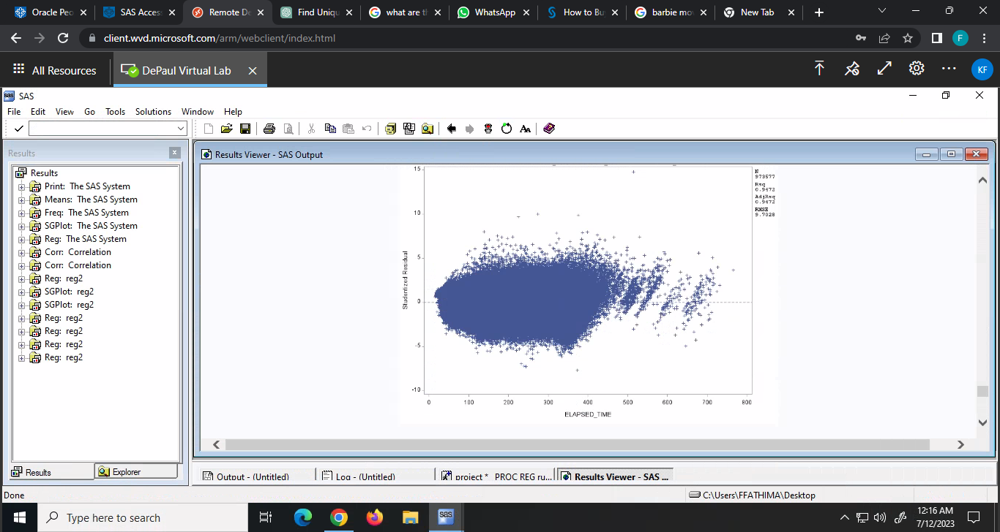 Oracle Peo
SAS Acces
Remote De
Find Uniqu
what are th
WhatsApp
How to Bu
barbie mov
New Tab
client.wvd.microsoft.com/arm/webclient/index.html
F
All Resources
DePaul Virtual Lab
KF
sas SAS
File Edit View Go Tools Solutions Window Help
Results
Results Viewer - SAS Output
Results
Print: The SAS System
Means: The SAS System
Freq: The SAS System
SGPlot: The SAS System
Reg: The SAS System
Corr: Correlation
Corr: Correlation
Reg: reg2
SGPlot: reg2
SGPlot: reg2
Reg: reg2
Reg: reg2
Reg: reg2
Reg: reg2
15
10
5
0
-5
-10
Studentized Residual
0 100 200 300 400 500 600 700 800
ELAPSED_TIME
N
973577
Rsq
0.9473
AdjRsq
0.9473
RMSE
9.7028
Results
Explorer
Output - (Untitled)
Log - (Untitled)
project * PROC REG ru...
Results Viewer - SAS ...
Done
C:\Users\FFATHIMA\Desktop
Type here to search
sas
12:16 AM
7/12/2023